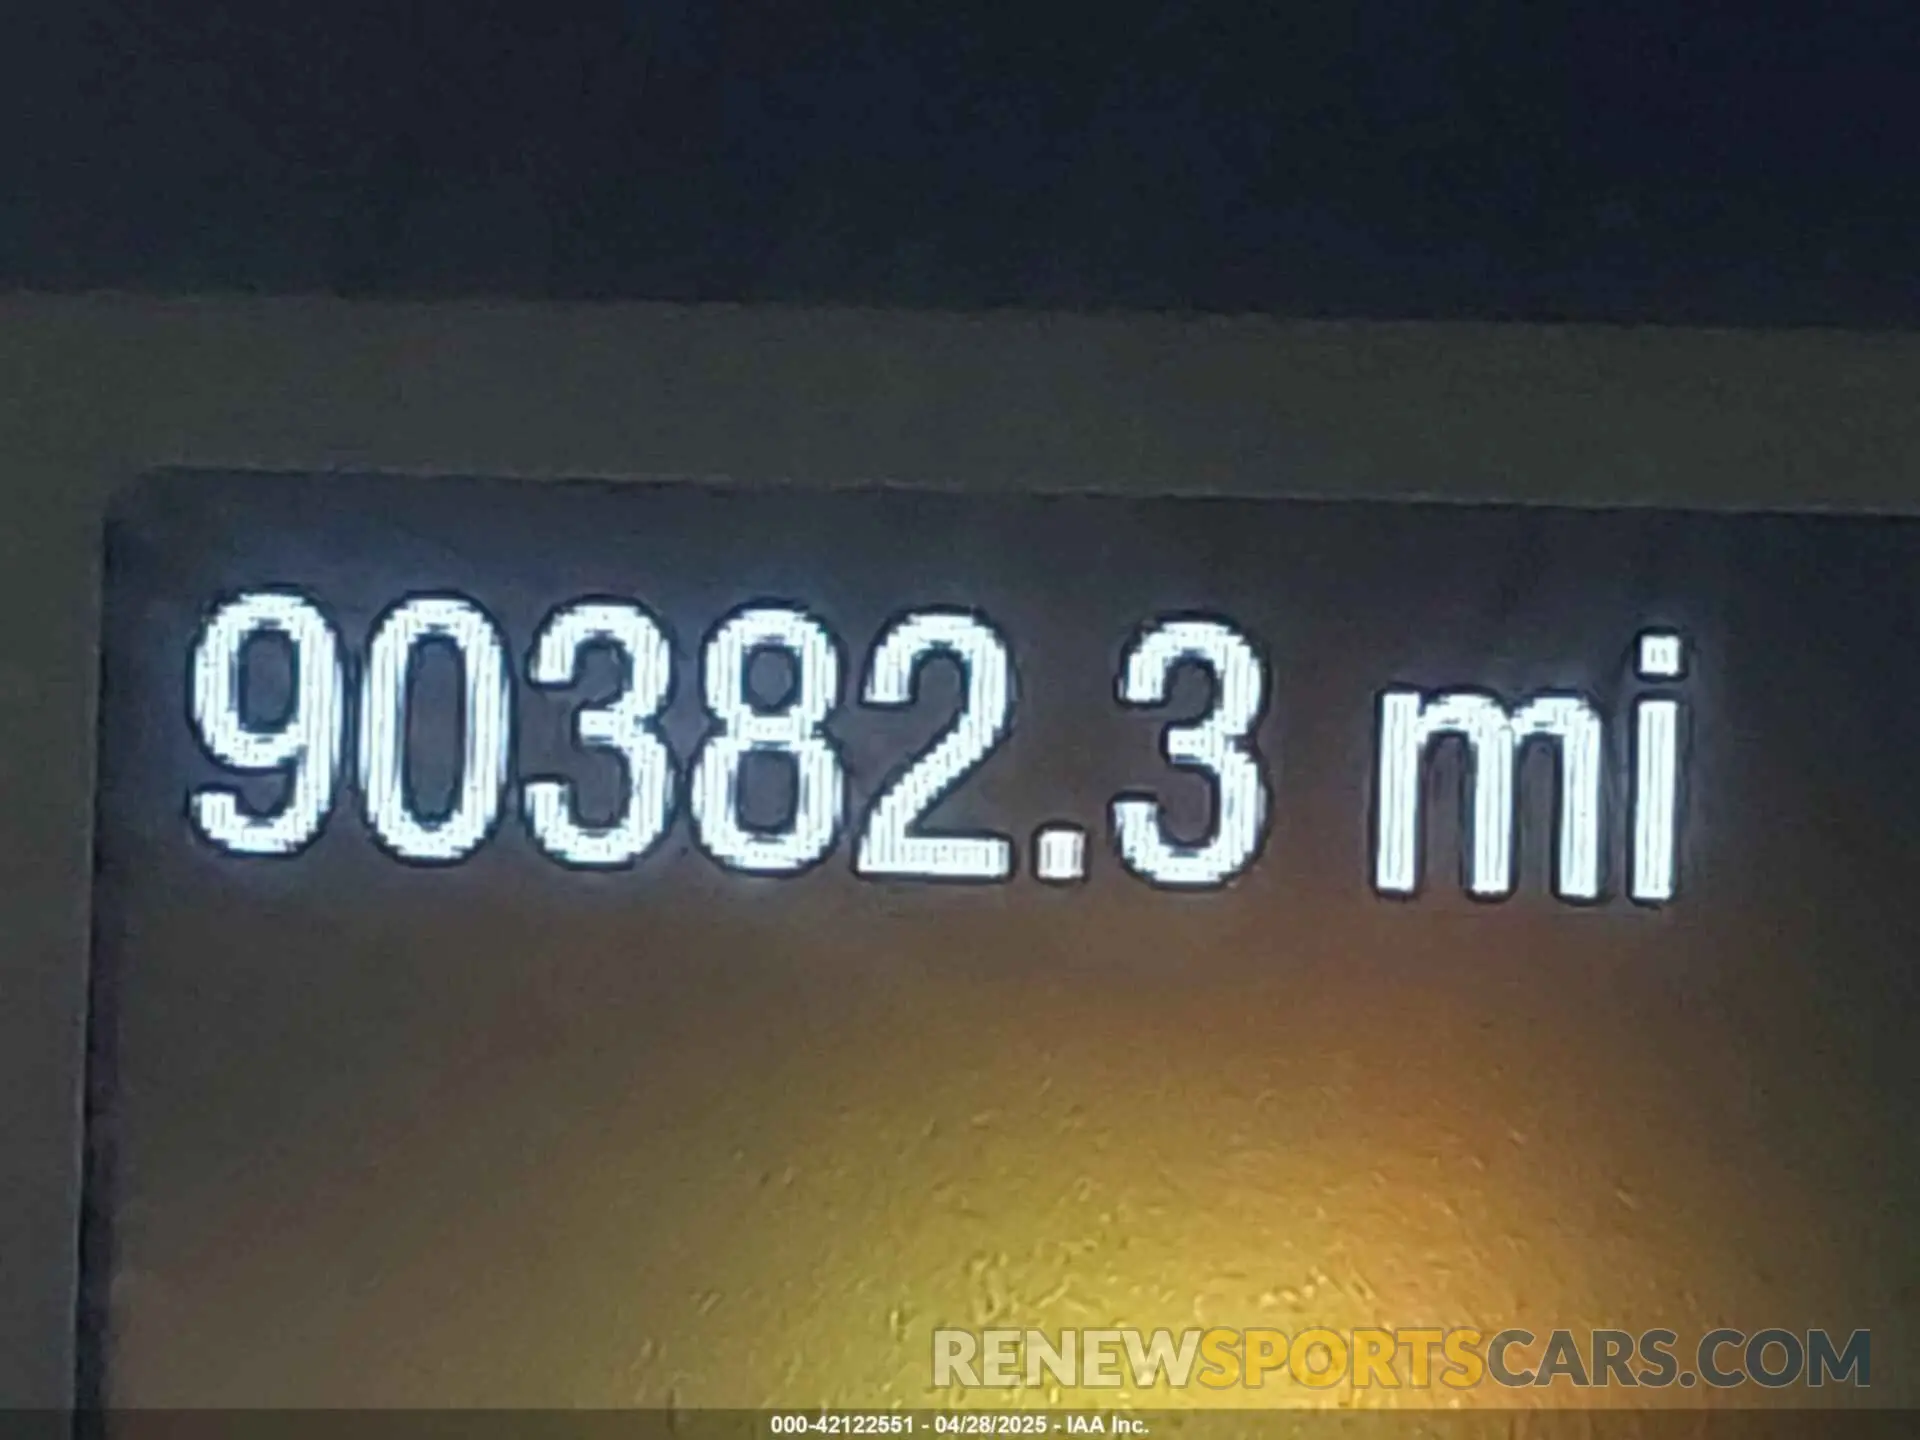 90382.3 mi
RENEWSPORTSCARS.COM
000-42122551 - 04/28/2025 - IAA Inc.